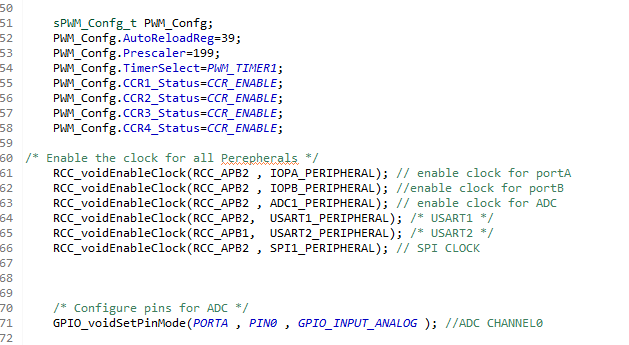 50
51 sPWM_Confg_t PWM_Confg;
52 PWM_Confg.AutoReloadReg=39;
53 PWM_Confg.Prescaler=199;
54 PWM_Confg.TimerSelect=PWM_TIMER1;
55 PWM_Confg.CCR1_Status=CCR_ENABLE;
56 PWM_Confg.CCR2_Status=CCR_ENABLE;
57 PWM_Confg.CCR3_Status=CCR_ENABLE;
58 PWM_Confg.CCR4_Status=CCR_ENABLE;
59
60 /* Enable the clock for all Perepherals */
61 RCC_voidEnableClock(RCC_APB2 , IOPA_PERIPHERAL); // enable clock for portA
62 RCC_voidEnableClock(RCC_APB2 , IOPB_PERIPHERAL); //enable clock for portB
63 RCC_voidEnableClock(RCC_APB2 , ADC1_PERIPHERAL); // enable clock for ADC
64 RCC_voidEnableClock(RCC_APB2, USART1_PERIPHERAL); /* USART1 */
65 RCC_voidEnableClock(RCC_APB1, USART2_PERIPHERAL); /* USART2 */
66 RCC_voidEnableClock(RCC_APB2 , SPI1_PERIPHERAL); // SPI CLOCK
67
68
69
70 /* Configure pins for ADC */
71 GPIO_voidSetPinMode(PORTA , PIN0 , GPIO_INPUT_ANALOG ); //ADC CHANNEL0
72